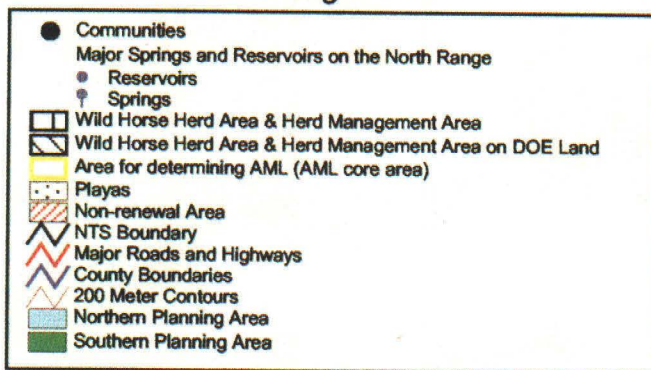 Communities
Major Springs and Reservoirs on the North Range
Reservoirs
Springs
Wild Horse Herd Area & Herd Management Area
Wild Horse Herd Area & Herd Management Area on DOE Land
Area for determining AML (AML core area)
Playas
Non-renewal Area
NTS Boundary
Major Roads and Highways
County Boundaries
200 Meter Contours
Northern Planning Area
Southern Planning Area